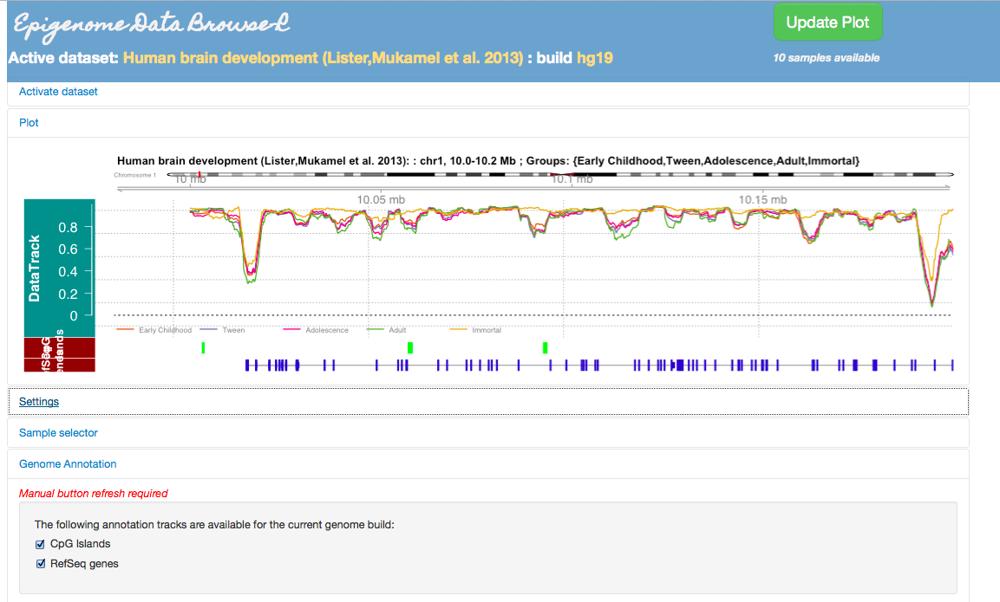 Epigenome Data Browser
Update Plot
Active dataset: Human brain development (Lister,Mukamel et al. 2013) : build hg19
10 samples available
Activate dataset
Plot
Human brain development (Lister,Mukamel et al. 2013): : chr1, 10.0-10.2 Mb ; Groups: {Early Childhood,Tween,Adolescence,Adult,Immortal}
Chromosome 1
10 mb
10.1 mb
10.05 mb
10.15 mb
DataTrack
0.8
0.6
0.4
0.2
0
Early Childhood
Tween
Adolescence
Adult
Immortal
Settings
Sample selector
Genome Annotation
Manual button refresh required
The following annotation tracks are available for the current genome build:
CpG Islands
RefSeq genes